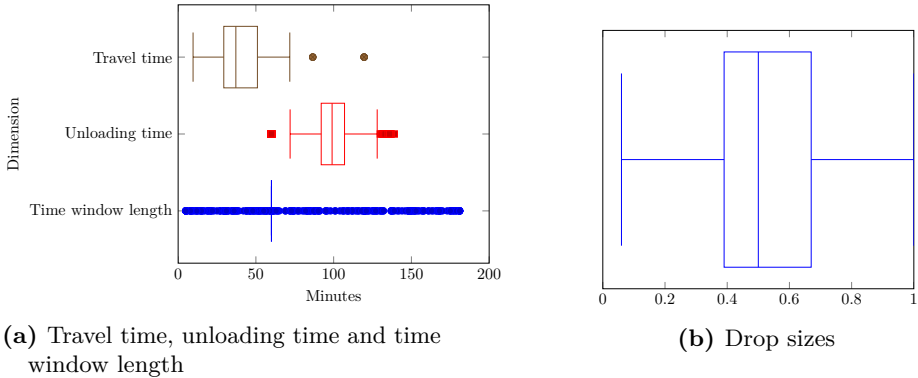 Dimension
Travel time
Unloading time
Time window length
0 50 100 150 200
Minutes
(a) Travel time, unloading time and time
window length
0 0.2 0.4 0.6 0.8 1
(b) Drop sizes